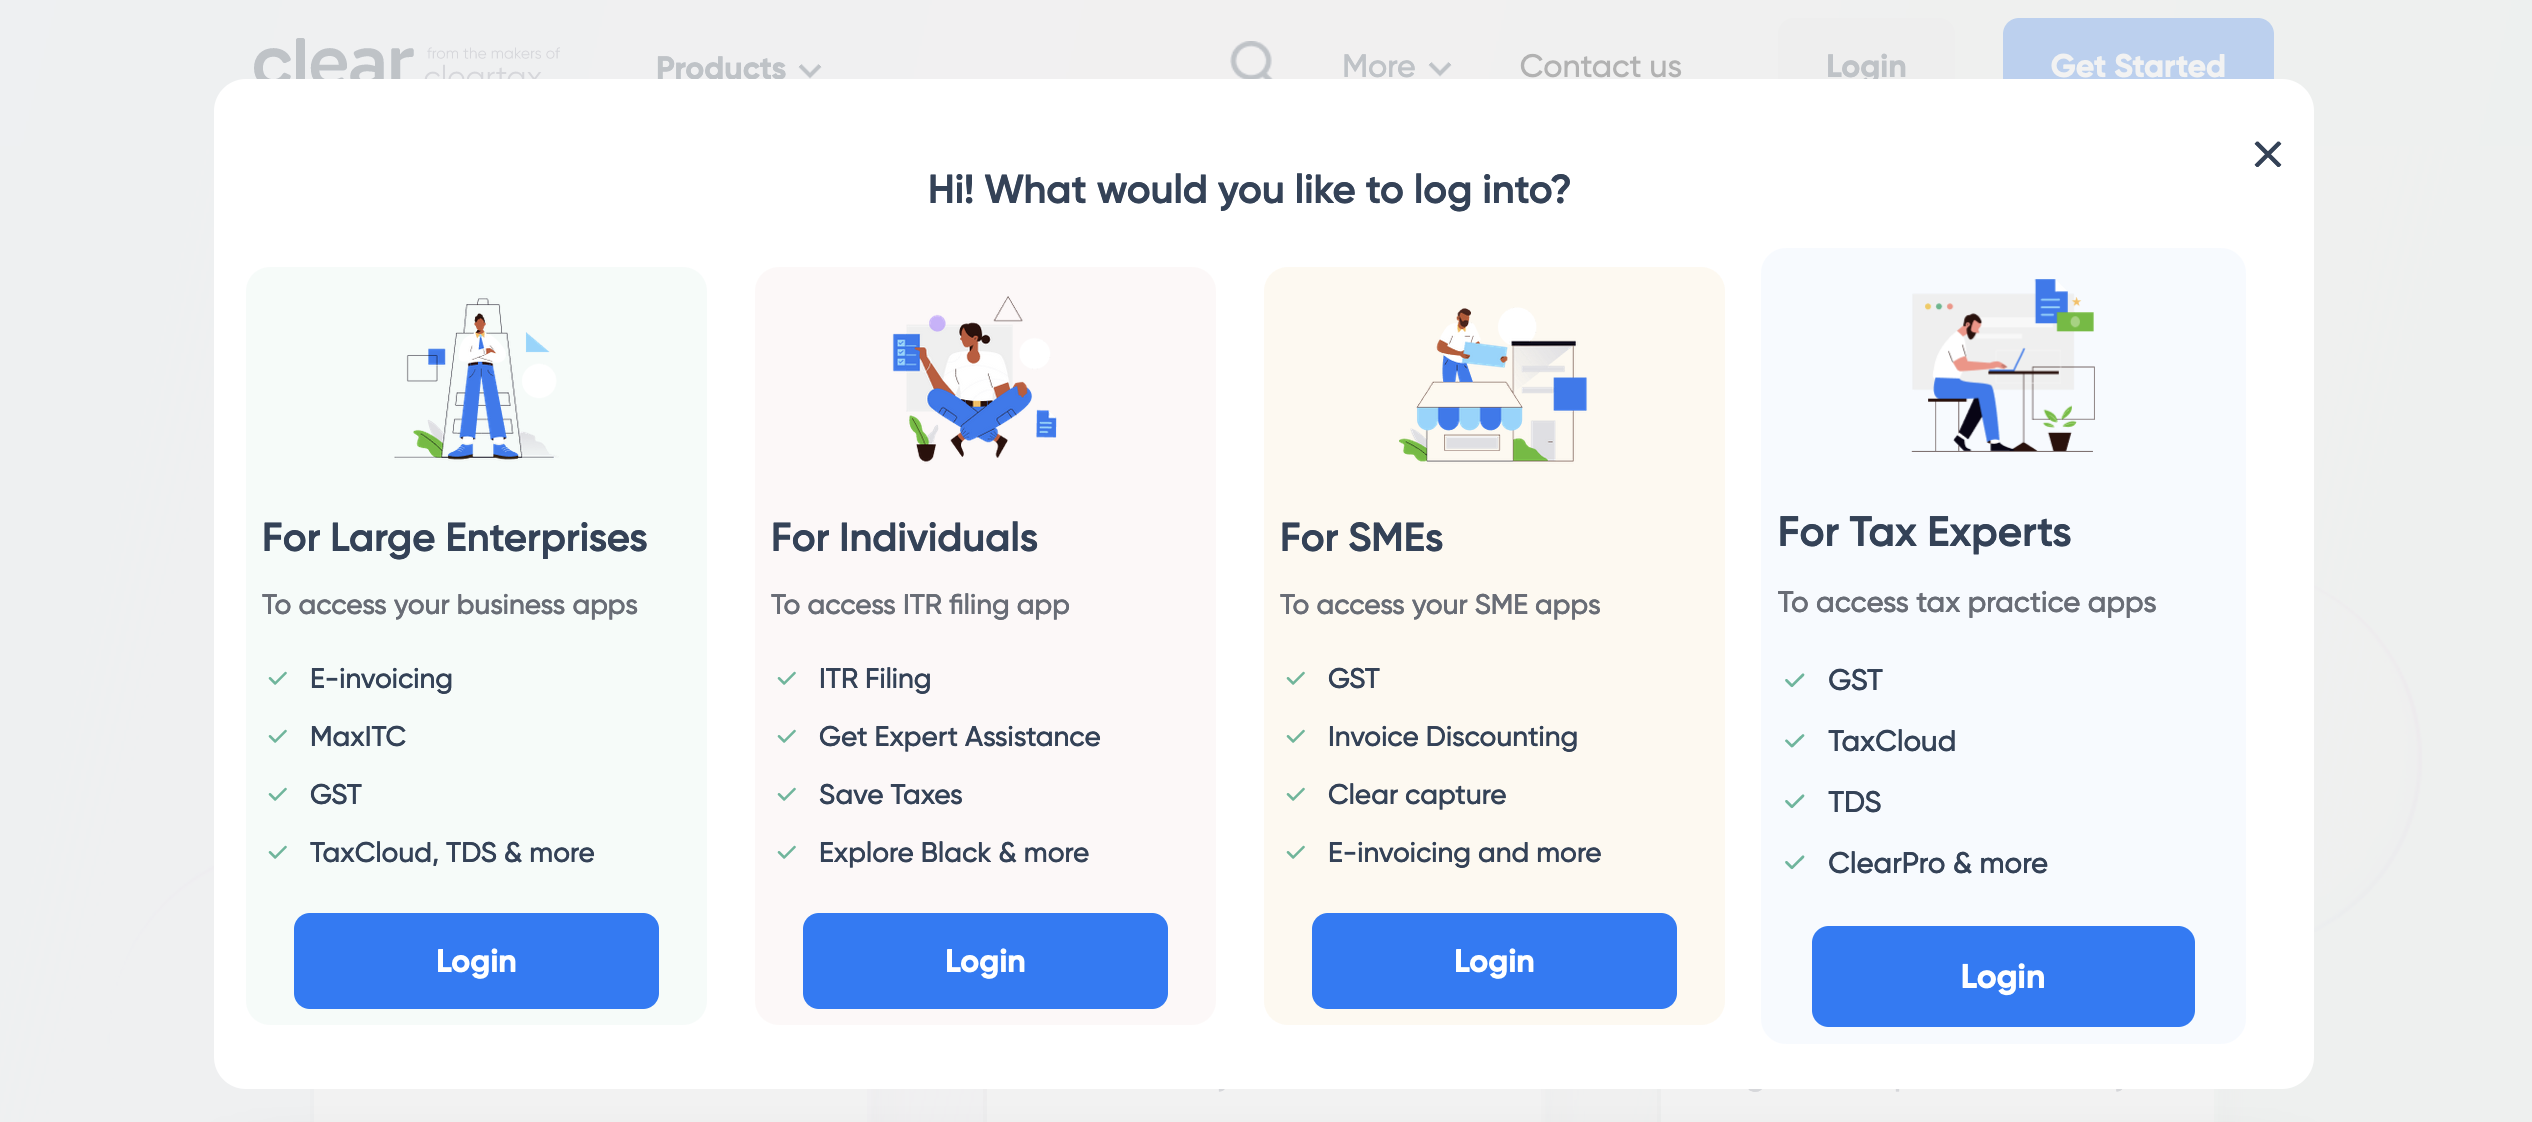 clear from the makers of
cleartax
Products
More
Contact us
Login
Get Started
Hi! What would you like to log into?
For Large Enterprises
To access your business apps
E-invoicing
MaxITC
GST
TaxCloud, TDS & more
Login
For Individuals
To access ITR filing app
ITR Filing
Get Expert Assistance
Save Taxes
Explore Black & more
Login
For SMEs
To access your SME apps
GST
Invoice Discounting
Clear capture
E-invoicing and more
Login
For Tax Experts
To access tax practice apps
GST
TaxCloud
TDS
ClearPro & more
Login